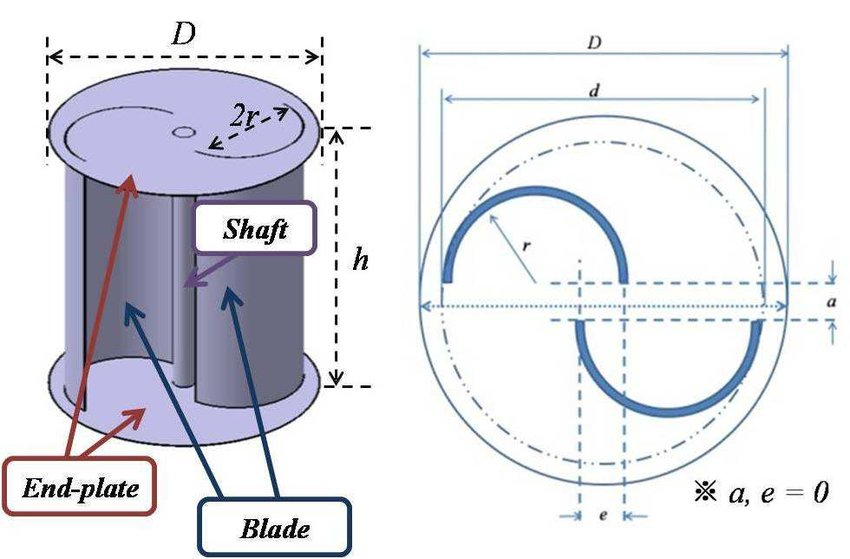 D
2r
Shaft
h
End-plate
Blade
D
d
r
a
e
※ a, e = 0